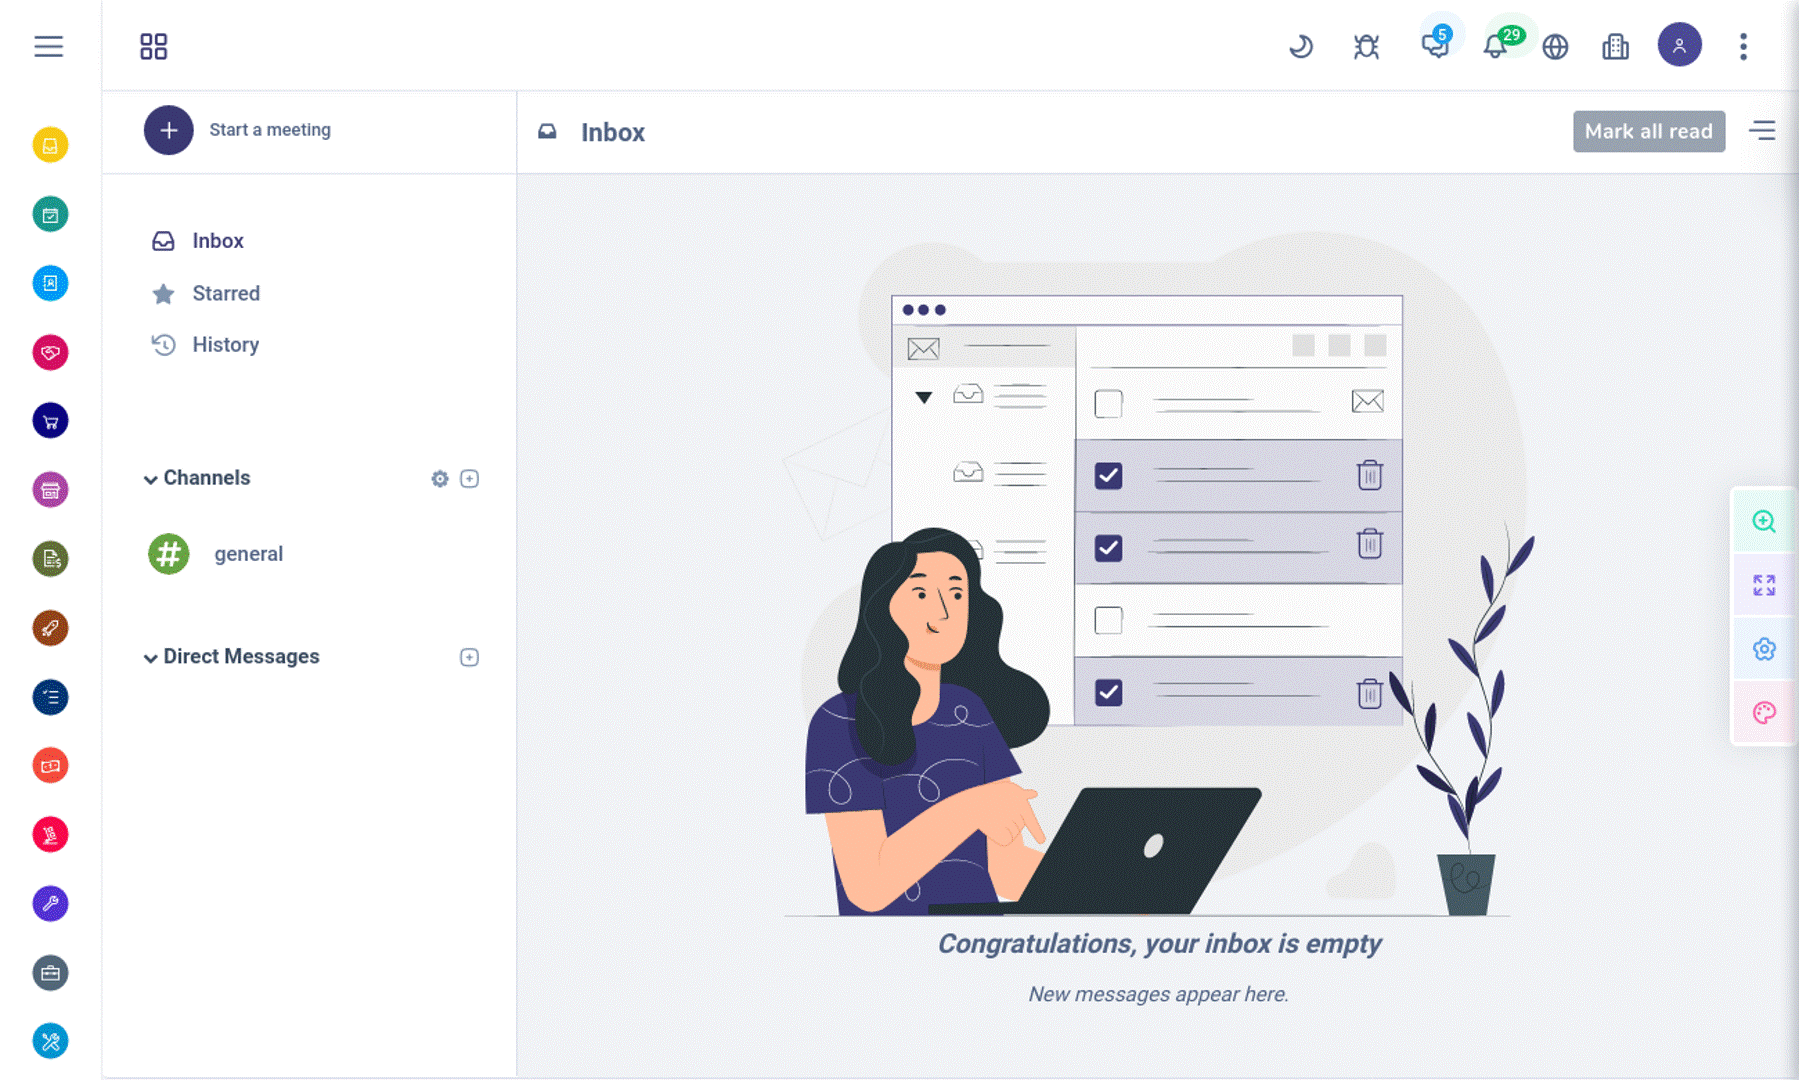 5
29
Start a meeting
Inbox
Mark all read
Inbox
Starred
History
Channels
# general
Direct Messages
Congratulations, your inbox is empty
New messages appear here.